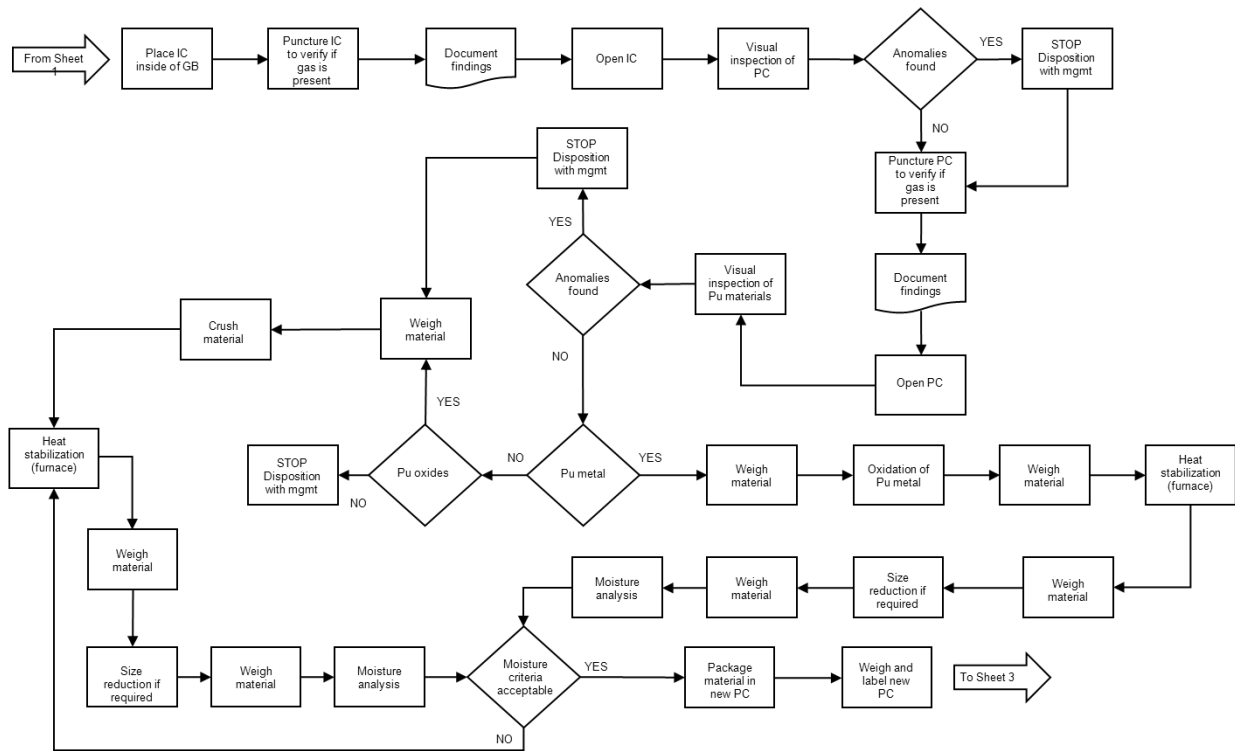 From Sheet
1
Place IC
inside of GB
Puncture IC
to verify if
gas is
present
Document
findings
Open IC
Visual
inspection of
PC
Anomalies
found
YES
STOP
Disposition
with mgmt
NO
Puncture PC
to verify if
gas is
present
Document
findings
Open PC
Visual
inspection of
Pu materials
Anomalies
found
YES
STOP
Disposition
with mgmt
NO
Weigh
material
Crush
material
Pu metal
NO
YES
Pu oxides
YES
NO
STOP
Disposition
with mgmt
Weigh
material
Oxidation of
Pu metal
Weigh
material
Heat
stabilization
(furnace)
Weigh
material
Size
reduction if
required
Weigh
material
Moisture
analysis
Heat
stabilization
(furnace)
Weigh
material
Size
reduction if
required
Weigh
material
Moisture
analysis
Moisture
criteria
acceptable
YES
NO
Package
material in
new PC
Weigh and
label new
PC
To Sheet 3